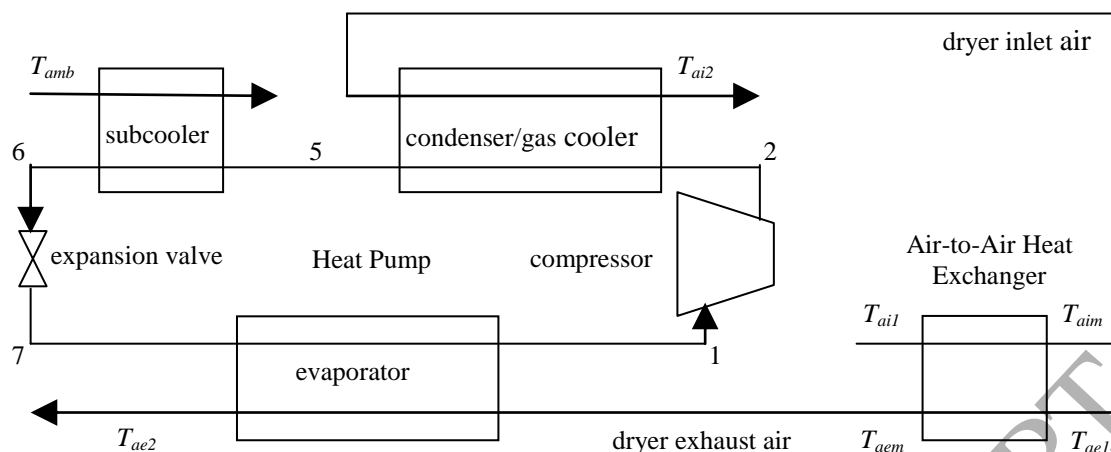 dryer inlet air
T_amb
T_ai2
subcooler
condenser/gas cooler
6
5
2
expansion valve
Heat Pump
compressor
Air-to-Air Heat
Exchanger
T_ai1
T_aim
7
1
evaporator
T_ae2
dryer exhaust air
T_aem
T_ae1
PT